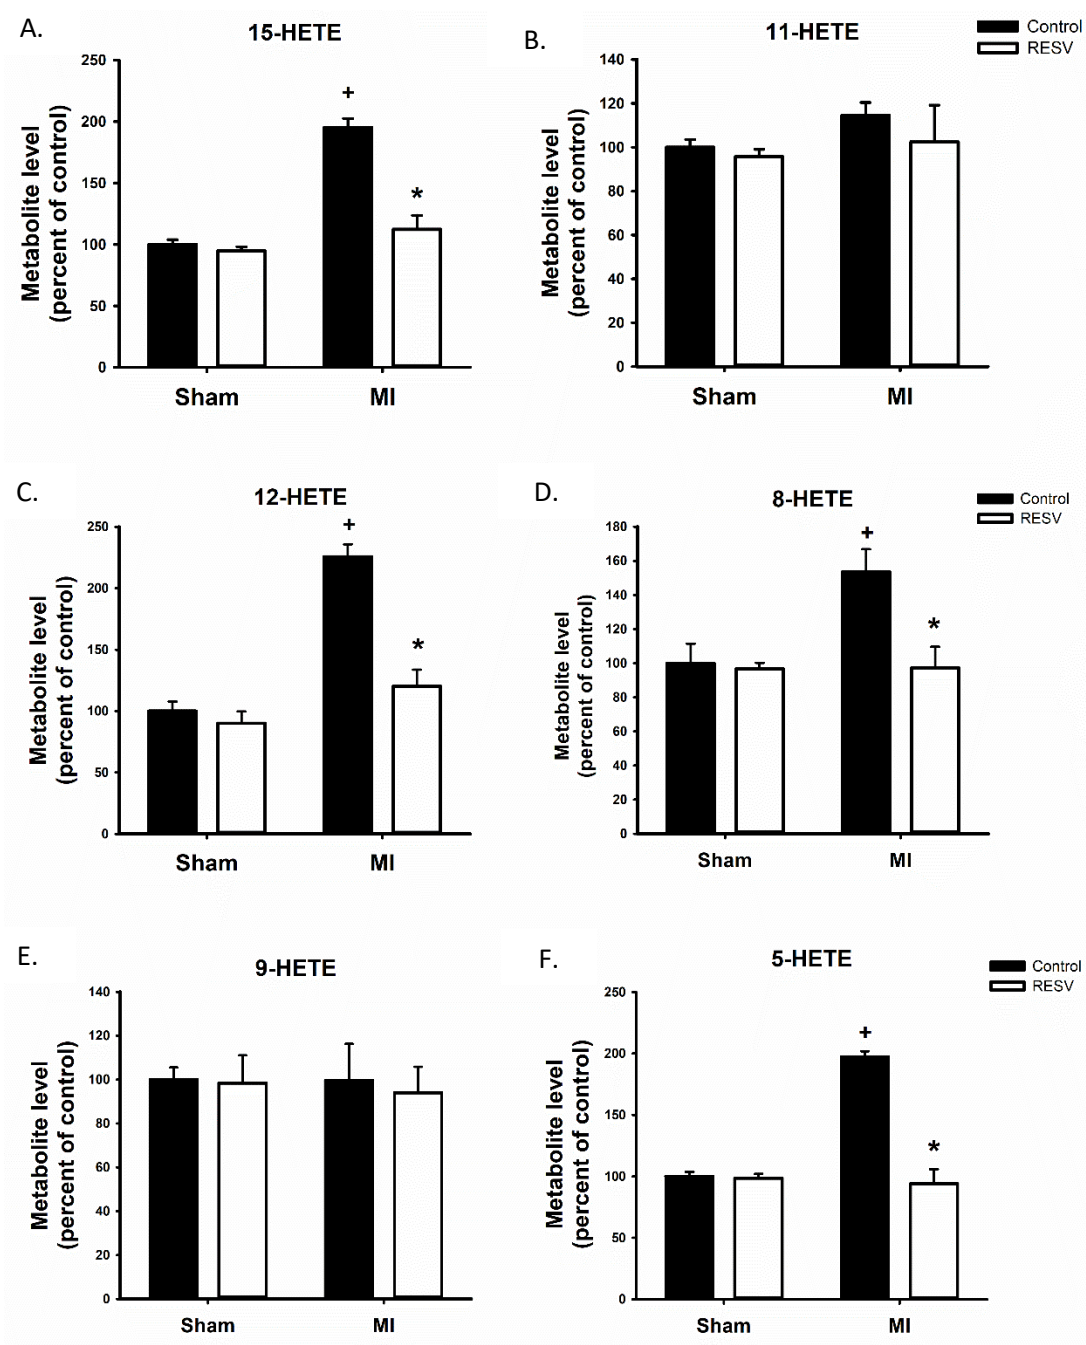 A.
15-HETE
Metabolite level
(percent of control)
250
200
150
100
50
0
+
*
Sham MI
B.
11-HETE
Control
RESV
Metabolite level
(percent of control)
140
120
100
80
60
40
20
0
Sham MI
C.
12-HETE
Metabolite level
(percent of control)
250
200
150
100
50
0
+
*
Sham MI
D.
8-HETE
Control
RESV
Metabolite level
(percent of control)
180
160
140
120
100
80
60
40
20
0
+
*
Sham MI
E.
9-HETE
Metabolite level
(percent of control)
140
120
100
80
60
40
20
0
Sham MI
F.
5-HETE
Control
RESV
Metabolite level
(percent of control)
250
200
150
100
50
0
+
*
Sham MI